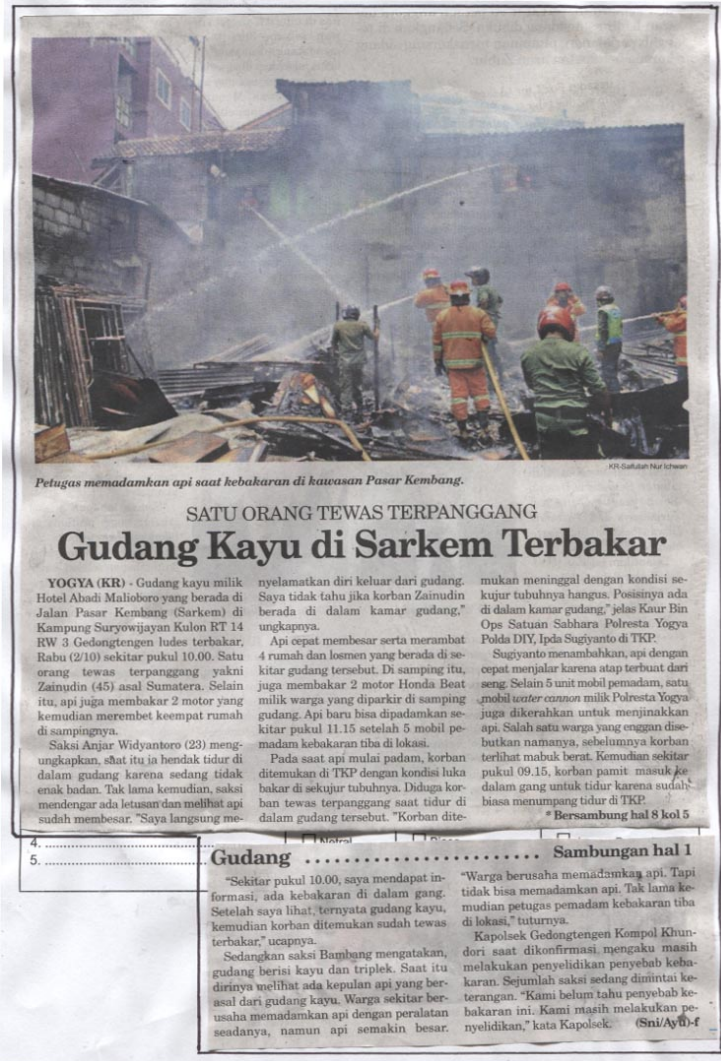 KR-Saifullah Nur Ichwan
Petugas memadamkan api saat kebakaran di kawasan Pasar Kembang.
SATU ORANG TEWAS TERPANGGANG
Gudang Kayu di Sarkem Terbakar
YOGYA (KR) - Gudang kayu milik
Hotel Abadi Malioboro yang berada di
Jalan Pasar Kembang (Sarkem) di
Kampung Suryowijayan Kulon RT 14
RW 3 Gedongtengen ludes terbakar,
Rabu (2/10) sekitar pukul 10.00. Satu
orang tewas terpanggang yakni
Zainudin (45) asal Sumatera. Selain
itu, api juga membakar 2 motor yang
kemudian merembet keempat rumah
di sampingnya.
Saksi Anjar Widyantoro (23) meng-
ungkapkan, saat itu ia hendak tidur di
dalam gudang karena sedang tidak
enak badan. Tak lama kemudian, saksi
mendengar ada letusan dan melihat api
sudah membesar. "Saya langsung me-
nyelamatkan diri keluar dari gudang.
Saya tidak tahu jika korban Zainudin
berada di dalam kamar gudang,"
ungkapnya.
Api cepat membesar serta merambat
4 rumah dan losmen yang berada di se-
kitar gudang tersebut. Di samping itu,
juga membakar 2 motor Honda Beat
milik warga yang diparkir di samping
gudang. Api baru bisa dipadamkan se-
kitar pukul 11.15 setelah 5 mobil pe-
madam kebakaran tiba di lokasi.
Pada saat api mulai padam, korban
ditemukan di TKP dengan kondisi luka
bakar di sekujur tubuhnya. Diduga kor-
ban tewas terpanggang saat tidur di
dalam gudang tersebut. "Korban dite-
mukan meninggal dengan kondisi se-
kujur tubuhnya hangus. Posisinya ada
di dalam kamar gudang," jelas Kaur Bin
Ops Satuan Sabhara Polresta Yogya
Polda DIY, Ipda Sugiyanto di TKP.
Sugiyanto menambahkan, api dengan
cepat menjalar karena atap terbuat dari
seng. Selain 5 unit mobil pemadam, satu
mobil water cannon milik Polresta Yogya
juga dikerahkan untuk menjinakkan
api. Salah satu warga yang enggan dise-
butkan namanya, sebelumnya korban
terlihat mabuk berat. Kemudian sekitar
pukul 09.15, korban pamit masuk ke
dalam gang untuk tidur karena sudah
biasa menumpang tidur di TKP.
* Bersambung hal 8 kol 5
4.
5.
Gudang ........................ Sambungan hal 1
"Sekitar pukul 10.00, saya mendapat in-
formasi, ada kebakaran di dalam gang.
Setelah saya lihat, ternyata gudang kayu,
kemudian korban ditemukan sudah tewas
terbakar," ucapnya.
Sedangkan saksi Bambang mengatakan,
gudang berisi kayu dan triplek. Saat itu
dirinya melihat ada kepulan api yang ber-
asal dari gudang kayu. Warga sekitar ber-
usaha memadamkan api dengan peralatan
seadanya, namun api semakin besar.
"Warga berusaha memadamkan api. Tapi
tidak bisa memadamkan api. Tak lama ke-
mudian petugas pemadam kebakaran tiba
di lokasi," tuturnya.
Kapolsek Gedongtengen Kompol Khun-
dori saat dikonfirmasi mengaku masih
melakukan penyelidikan penyebab keba-
karan. Sejumlah saksi sedang dimintai ke-
terangan. "Kami belum tahu penyebab ke-
bakaran ini. Kami masih melakukan pe-
nyelidikan," kata Kapolsek. (Sni/Ayu)-f